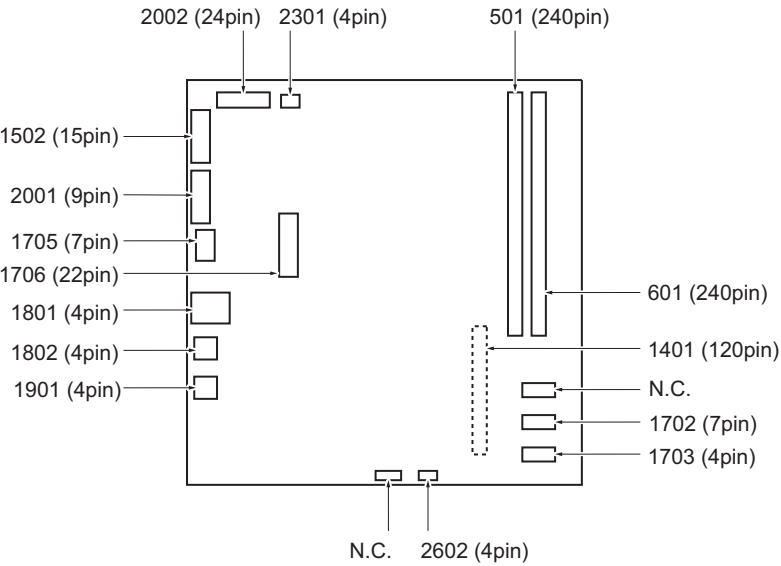 2002 (24pin) 2301 (4pin) 501 (240pin)
1502 (15pin)
2001 (9pin)
1705 (7pin)
1706 (22pin)
601 (240pin)
1801 (4pin)
1802 (4pin) 1401 (120pin)
1901 (4pin) N.C.
1702 (7pin)
1703 (4pin)
N.C. 2602 (4pin)